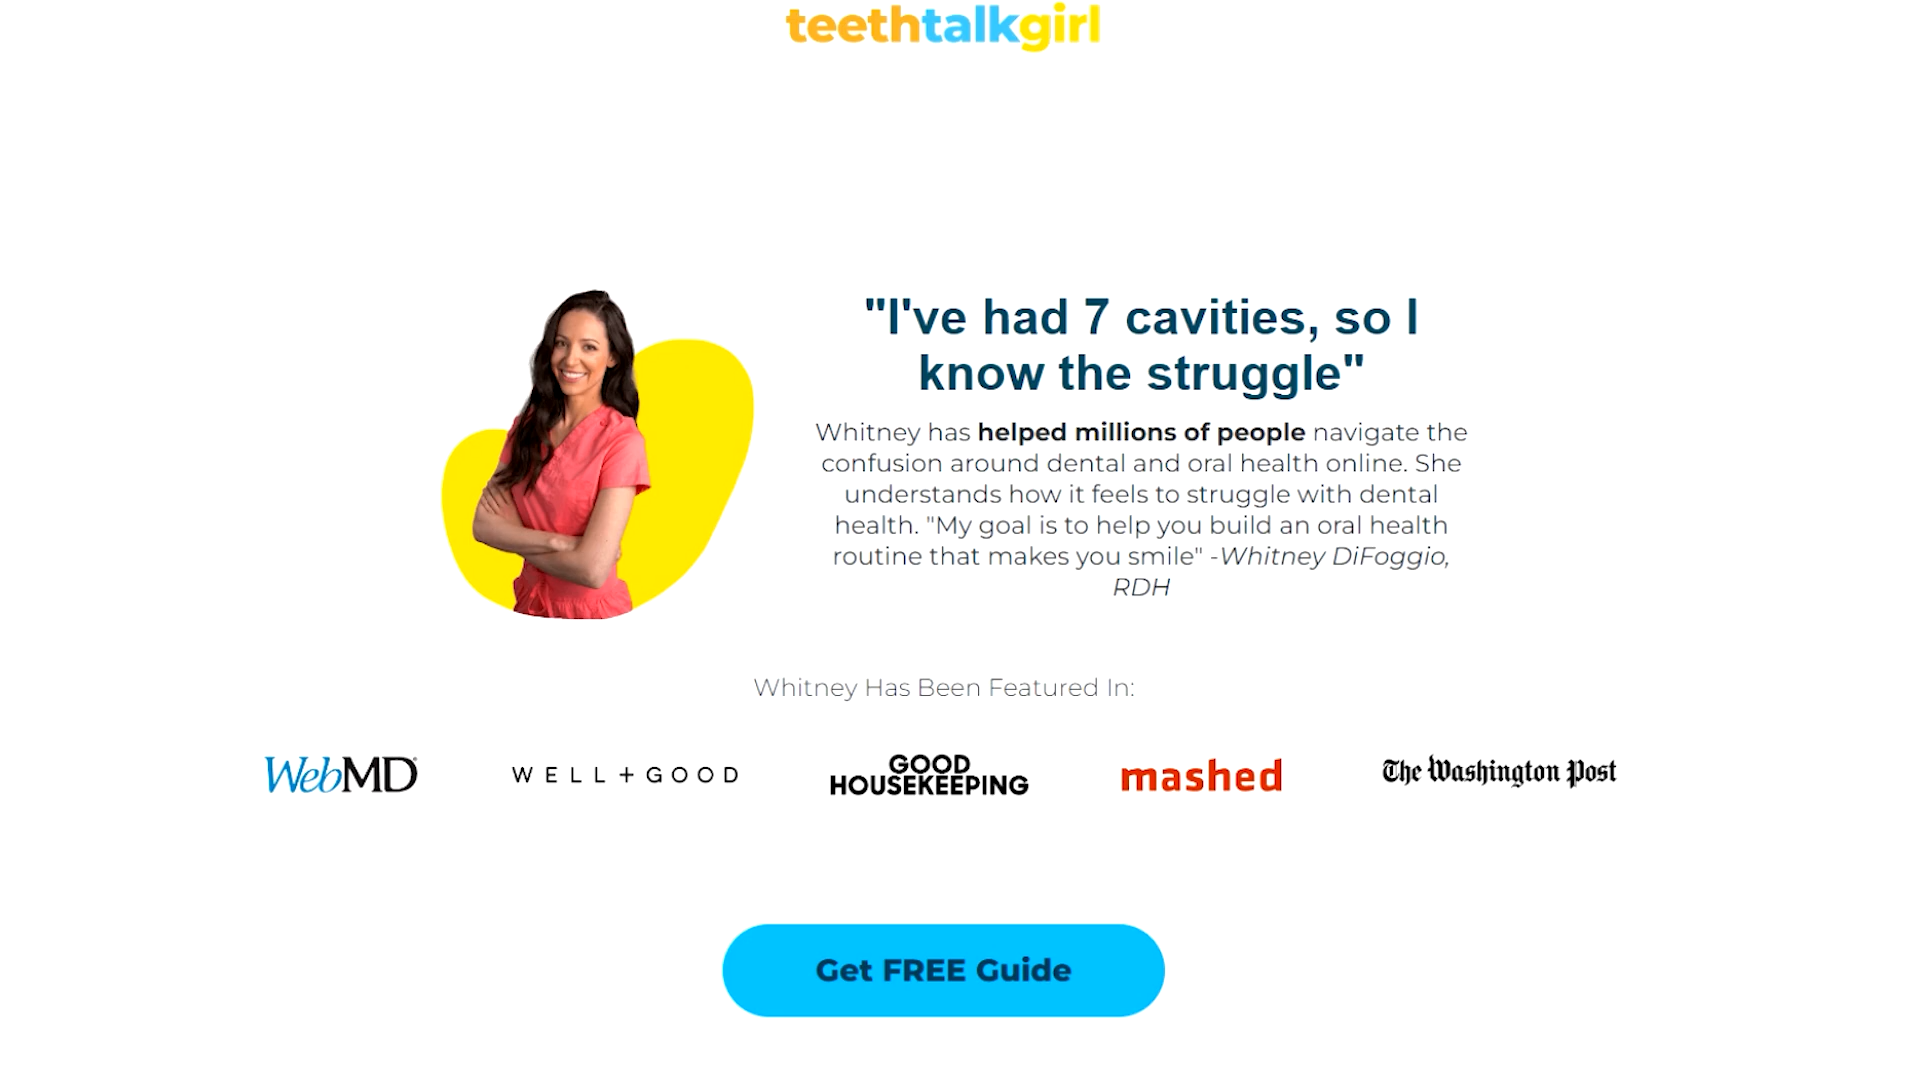 teethtalkgirl
"I've had 7 cavities, so I
know the struggle"
Whitney has helped millions of people navigate the
confusion around dental and oral health online. She
understands how it feels to struggle with dental
health. "My goal is to help you build an oral health
routine that makes you smile" -Whitney DiFoggio,
RDH
Whitney Has Been Featured In:
WebMD
WELL+GOOD
GOOD
HOUSEKEEPING
mashed
The Washington Post
Get FREE Guide